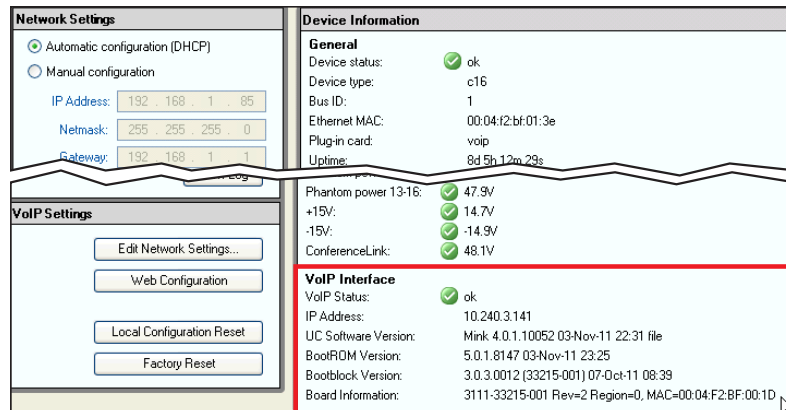 Network Settings
Automatic configuration (DHCP)
Manual configuration
IP Address: 192 . 168 . 1 . 85
Netmask: 255 . 255 . 255 . 0
Gateway: 192 . 168 . 1 . 1
Log
VoIP Settings
Edit Network Settings...
Web Configuration
Local Configuration Reset
Factory Reset
Device Information
General
Device status: ok
Device type: c16
Bus ID: 1
Ethernet MAC: 00:04:f2:bf:01:3e
Plug-in card: voip
Uptime: 8d 5h 12m 29s
Phantom power 13-16: 47.9V
+15V: 14.7V
-15V: -14.9V
ConferenceLink: 48.1V
VoIP Interface
VoIP Status: ok
IP Address: 10.240.3.141
UC Software Version: Mink 4.0.1.10052 03-Nov-11 22:31 file
BootROM Version: 5.0.1.8147 03-Nov-11 23:25
Bootblock Version: 3.0.3.0012 (33215-001) 07-Oct-11 08:39
Board Information: 3111-33215-001 Rev=2 Region=0, MAC=00:04:F2:BF:00:1D